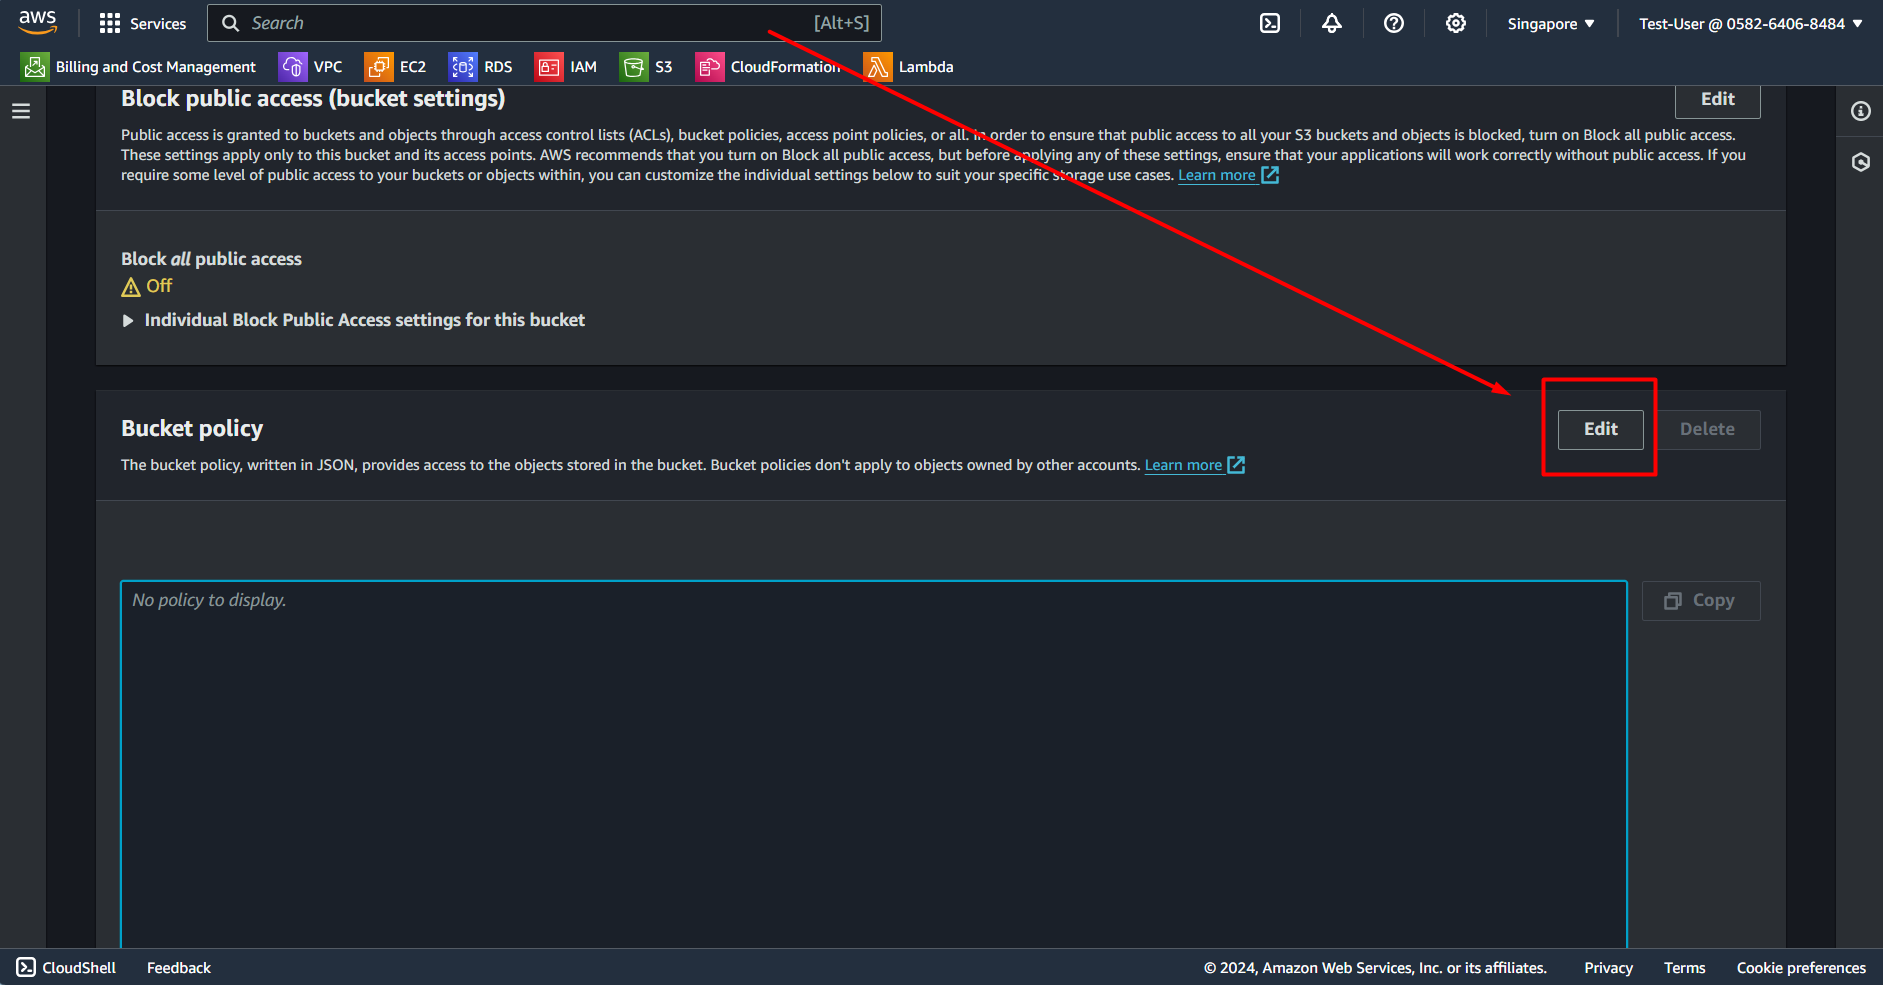 aws
Services
Search
[Alt+S]
Singapore
Test-User @ 0582-6406-8484
Billing and Cost Management
VPC
EC2
RDS
IAM
S3
CloudFormation
Lambda
Block public access (bucket settings)
Edit
Public access is granted to buckets and objects through access control lists (ACLs), bucket policies, access point policies, or all. In order to ensure that public access to all your S3 buckets and objects is blocked, turn on Block all public access.
These settings apply only to this bucket and its access points. AWS recommends that you turn on Block all public access, but before applying any of these settings, ensure that your applications will work correctly without public access. If you
require some level of public access to your buckets or objects within, you can customize the individual settings below to suit your specific storage use cases. Learn more
Block all public access
Off
Individual Block Public Access settings for this bucket
Bucket policy
Edit
Delete
The bucket policy, written in JSON, provides access to the objects stored in the bucket. Bucket policies don't apply to objects owned by other accounts. Learn more
No policy to display.
Copy
CloudShell
Feedback
© 2024, Amazon Web Services, Inc. or its affiliates.
Privacy
Terms
Cookie preferences